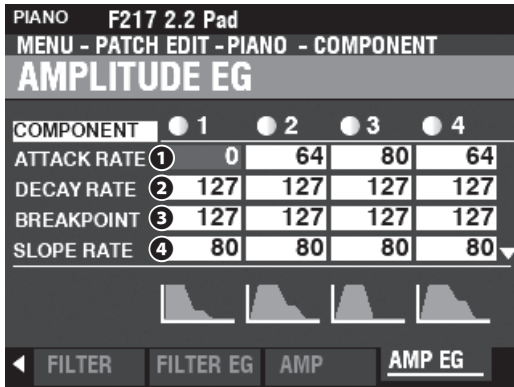 PIANO F217 2.2 Pad
MENU - PATCH EDIT - PIANO - COMPONENT
AMPLITUDE EG
COMPONENT 1 2 3 4
ATTACK RATE 1 0 64 80 64
DECAY RATE 2 127 127 127 127
BREAKPOINT 3 127 127 127 127
SLOPE RATE 4 80 80 80 80
FILTER FILTER EG AMP AMP EG